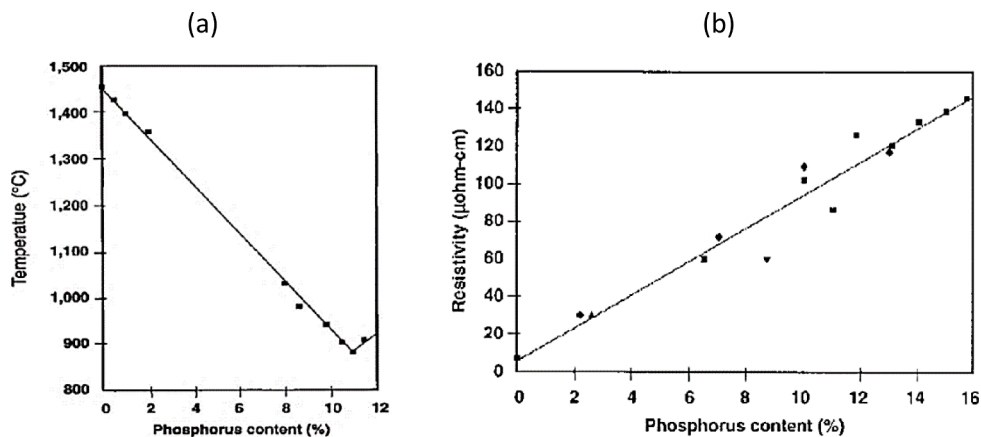 (a)
1,500
1,400
1,300
1,200
1,100
1,000
900
800
Temperatue (°C)
0 2 4 6 8 10 12
Phosphorus content (%)
(b)
160
140
120
100
80
60
40
20
0
Resistivity (µohm-cm)
0 2 4 6 8 10 12 14 16
Phosphorus content (%)